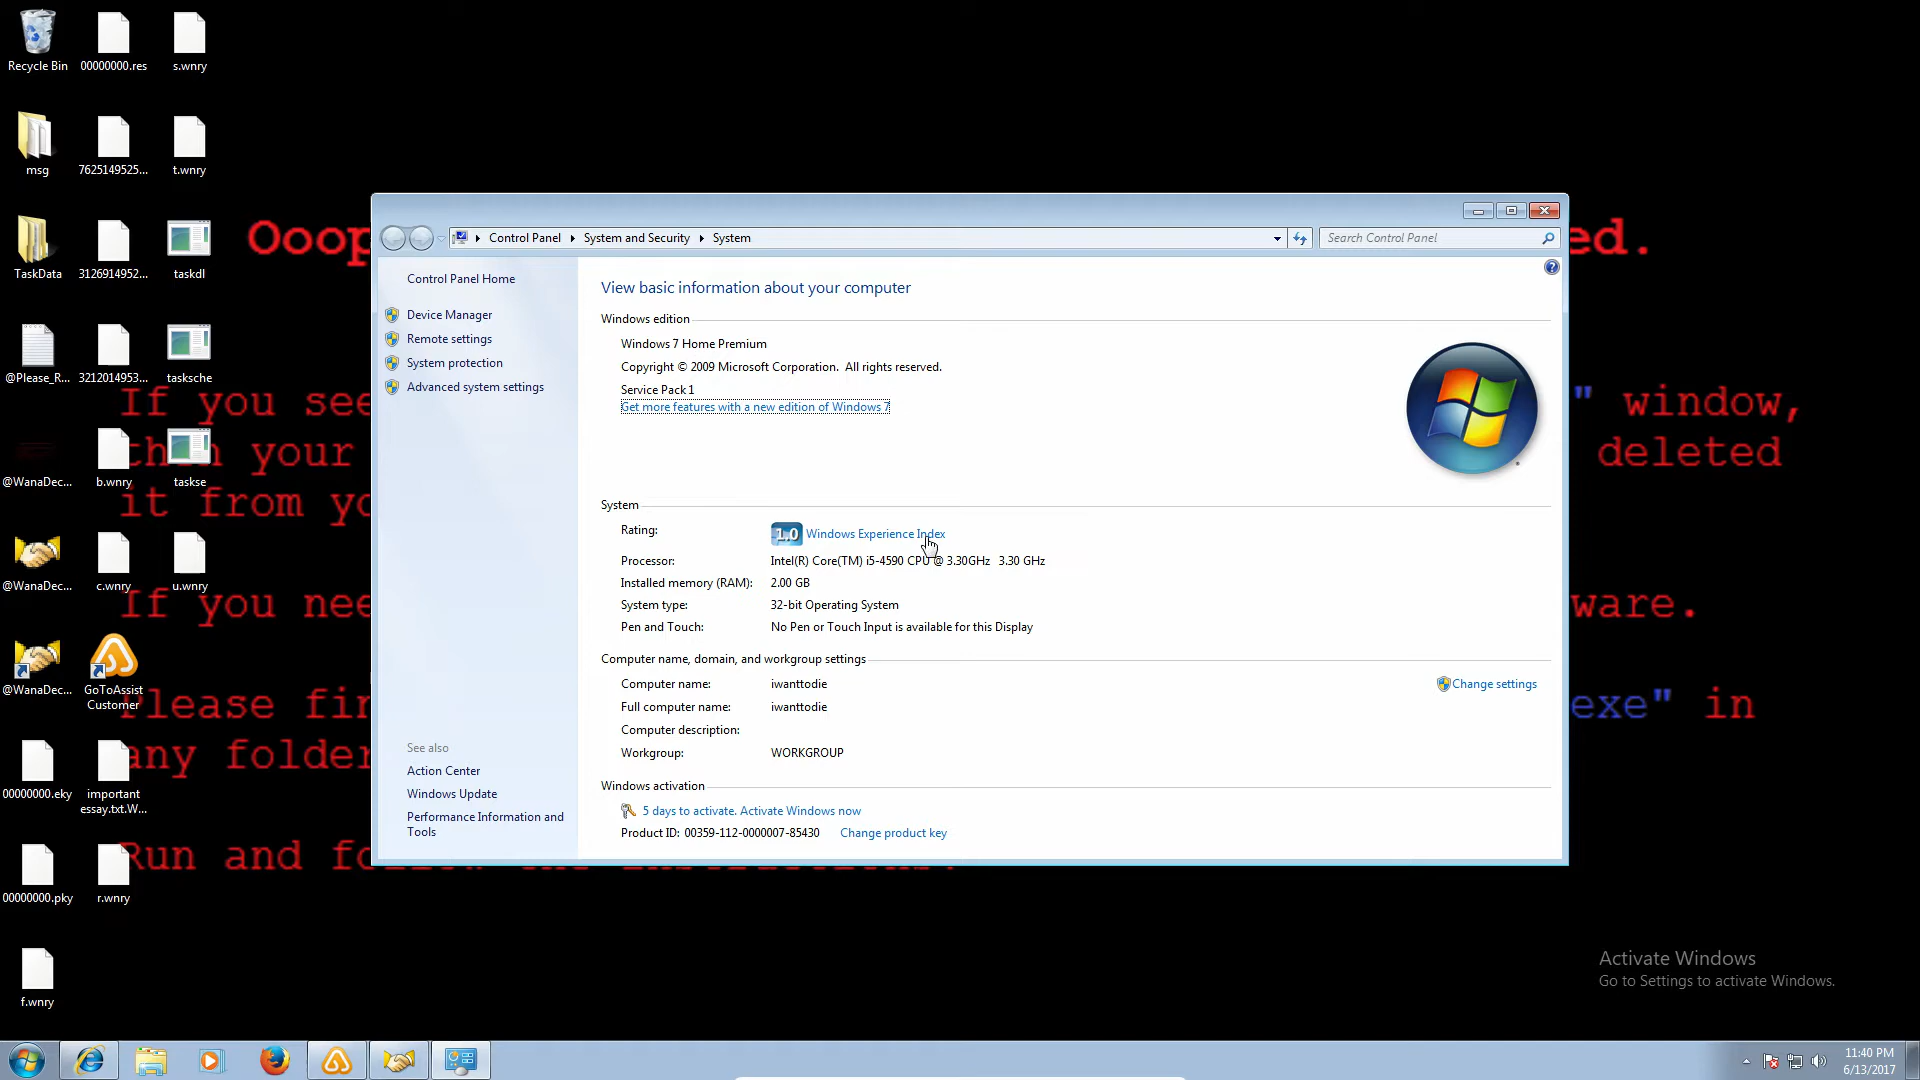 Recycle Bin
00000000.res
s.wnry
msg
7625149525...
t.wnry
TaskData
3126914952...
taskdl
@Please_R...
3212014953...
tasksche
@WanaDec...
b.wnry
taskse
@WanaDec...
c.wnry
u.wnry
@WanaDec...
GoToAssist
Customer
00000000.eky
important
essay.txt.W...
00000000.pky
r.wnry
f.wnry
Ooop
ed.
If you see
" window,
then your
deleted
it from yo
If you nee
ware.
Please fin
exe" in
any folder
Run and fo
Control Panel
System and Security
System
Search Control Panel
Control Panel Home
Device Manager
Remote settings
System protection
Advanced system settings
See also
Action Center
Windows Update
Performance Information and
Tools
View basic information about your computer
Windows edition
Windows 7 Home Premium
Copyright © 2009 Microsoft Corporation. All rights reserved.
Service Pack 1
Get more features with a new edition of Windows 7
System
Rating:
1.0 Windows Experience Index
Processor: Intel(R) Core(TM) i5-4590 CPU @ 3.30GHz 3.30 GHz
Installed memory (RAM): 2.00 GB
System type: 32-bit Operating System
Pen and Touch: No Pen or Touch Input is available for this Display
Computer name, domain, and workgroup settings
Computer name: iwanttodie
Change settings
Full computer name: iwanttodie
Computer description:
Workgroup: WORKGROUP
Windows activation
5 days to activate. Activate Windows now
Product ID: 00359-112-0000007-85430 Change product key
Activate Windows
Go to Settings to activate Windows.
11:40 PM
6/13/2017